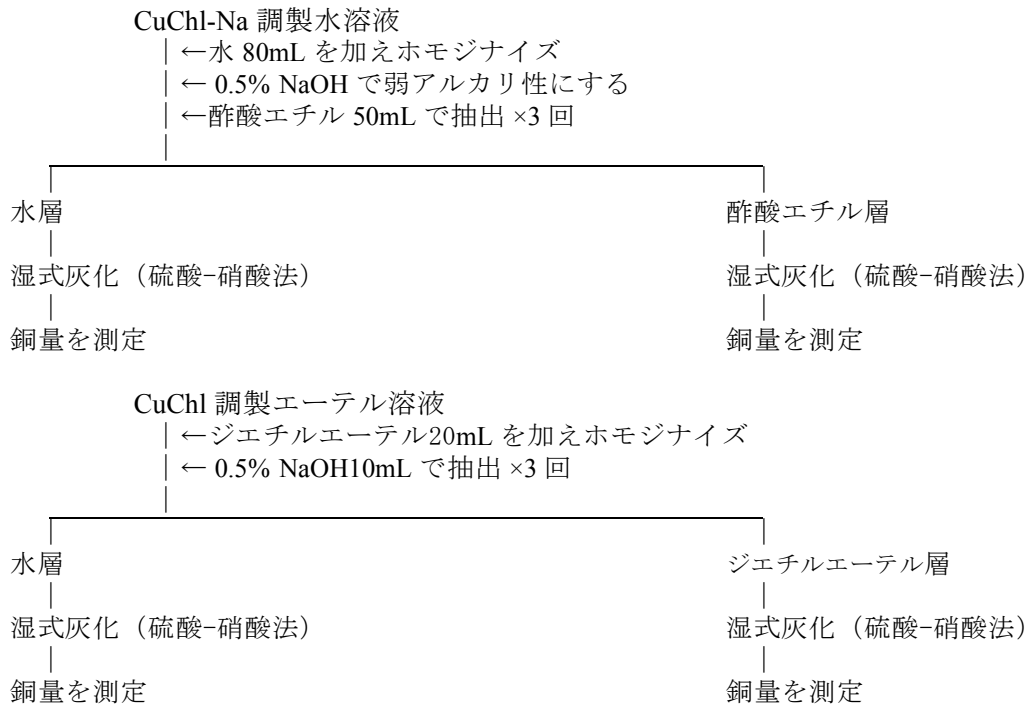 CuChl-Na 調製水溶液
←水 80mL を加えホモジナイズ
← 0.5% NaOH で弱アルカリ性にする
←酢酸エチル 50mL で抽出 ×3 回
水層 酢酸エチル層
湿式灰化（硫酸-硝酸法） 湿式灰化（硫酸-硝酸法）
銅量を測定 銅量を測定
CuChl 調製エーテル溶液
←ジエチルエーテル20mL を加えホモジナイズ
← 0.5% NaOH10mL で抽出 ×3 回
水層 ジエチルエーテル層
湿式灰化（硫酸-硝酸法） 湿式灰化（硫酸-硝酸法）
銅量を測定 銅量を測定